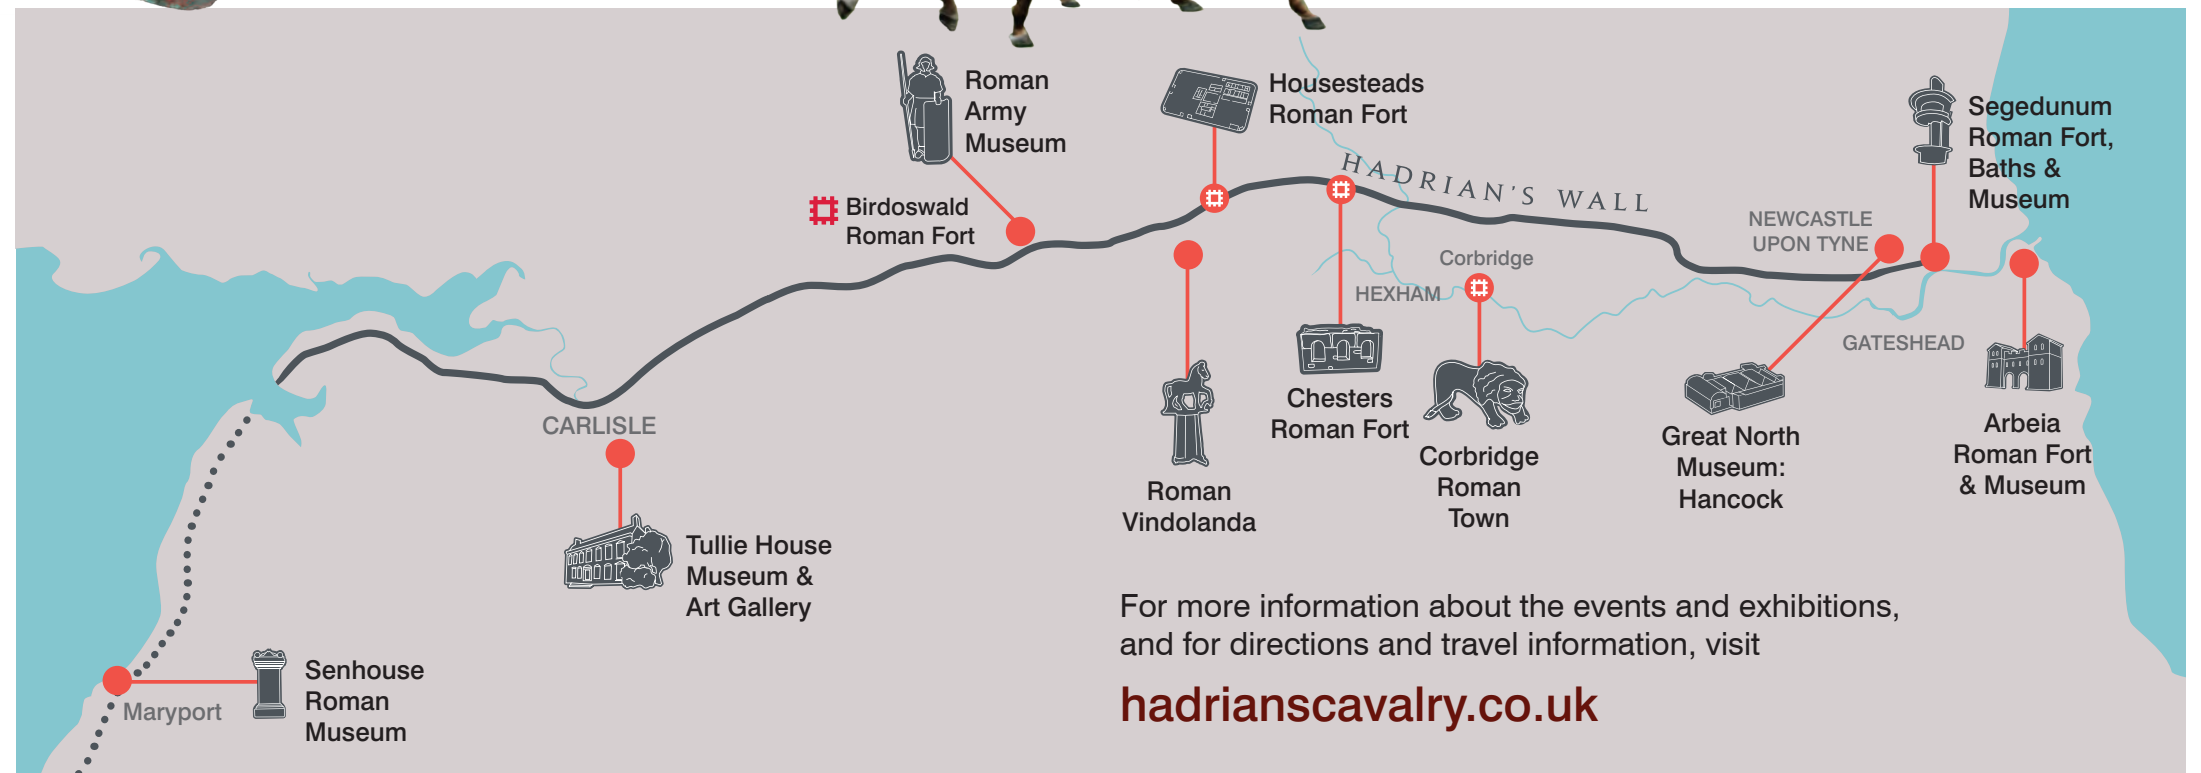 Roman
Army
Museum
Housesteads
Roman Fort
Segedunum
Roman Fort,
Baths &
Museum
HADRIAN'S WALL
Birdoswald
Roman Fort
NEWCASTLE
UPON TYNE
Corbridge
HEXHAM
GATESHEAD
CARLISLE
Chesters
Roman Fort
Corbridge
Roman
Town
Great North
Museum:
Hancock
Arbeia
Roman Fort
& Museum
Roman
Vindolanda
Tullie House
Museum &
Art Gallery
Senhouse
Roman
Museum
Maryport
For more information about the events and exhibitions,
and for directions and travel information, visit
hadrianscavalry.co.uk